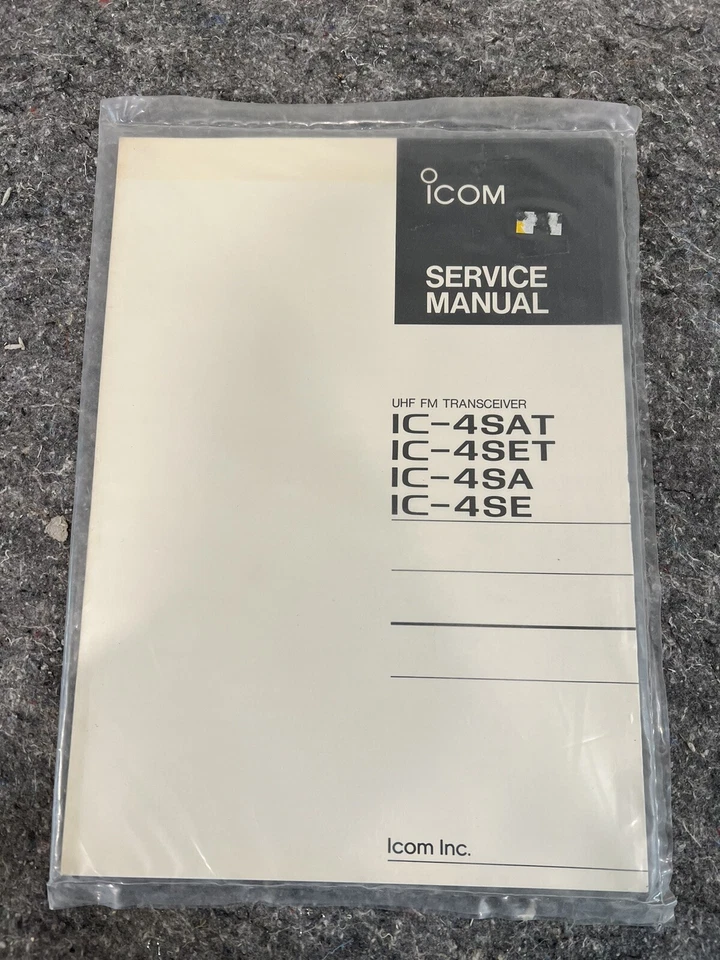 ICOM
SERVICE
MANUAL
UHF FM TRANSCEIVER
IC-4SAT
IC-4SET
IC-4SA
IC-4SE
Icom Inc.